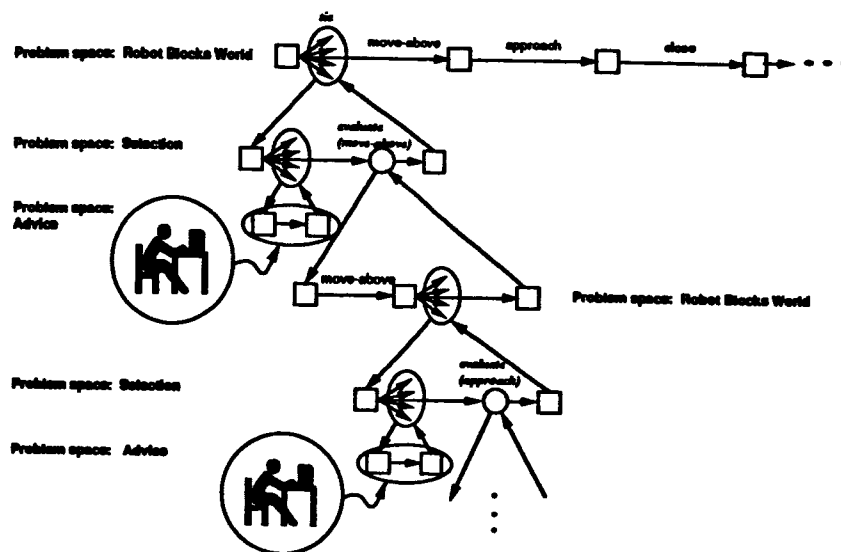 tie
Problem space: Robot Blocks World
move-above
approach
close
Problem space: Selection
evaluate
(move-above)
Problem space:
Advice
move-above
Problem space: Robot Blocks World
evaluate
(approach)
Problem space: Selection
Problem space: Advice